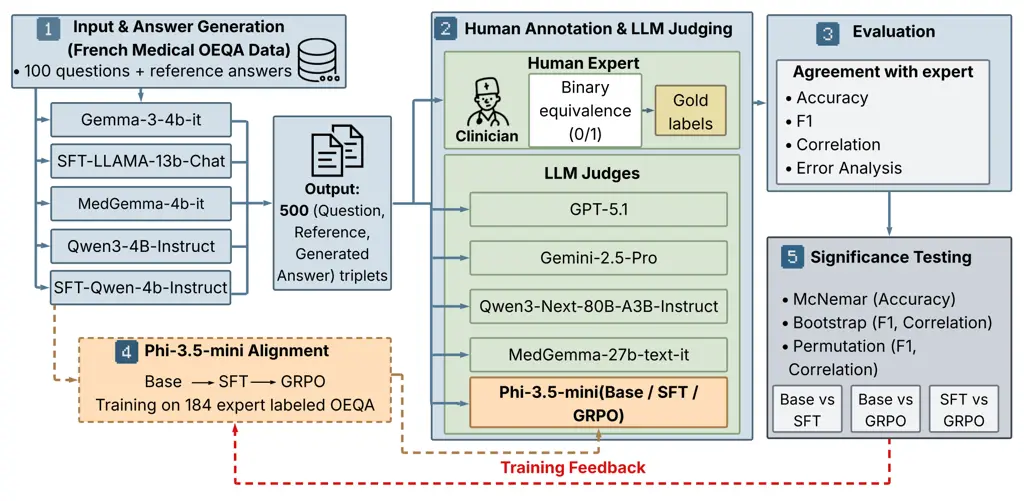 1 Input & Answer Generation
(French Medical OEQA Data)
• 100 questions + reference answers
Gemma-3-4b-it
SFT-LLAMA-13b-Chat
MedGemma-4b-it
Qwen3-4B-Instruct
SFT-Qwen-4b-Instruct
Output:
500 (Question,
Reference,
Generated
Answer) triplets
2 Human Annotation & LLM Judging
Human Expert
Clinician
Binary
equivalence
(0/1)
Gold
labels
LLM Judges
GPT-5.1
Gemini-2.5-Pro
Qwen3-Next-80B-A3B-Instruct
MedGemma-27b-text-it
Phi-3.5-mini(Base / SFT /
GRPO)
3 Evaluation
Agreement with expert
• Accuracy
• F1
• Correlation
• Error Analysis
4 Phi-3.5-mini Alignment
Base → SFT → GRPO
Training on 184 expert labeled OEQA
5 Significance Testing
• McNemar (Accuracy)
• Bootstrap (F1, Correlation)
• Permutation (F1,
Correlation)
Base vs
SFT
Base vs
GRPO
SFT vs
GRPO
Training Feedback